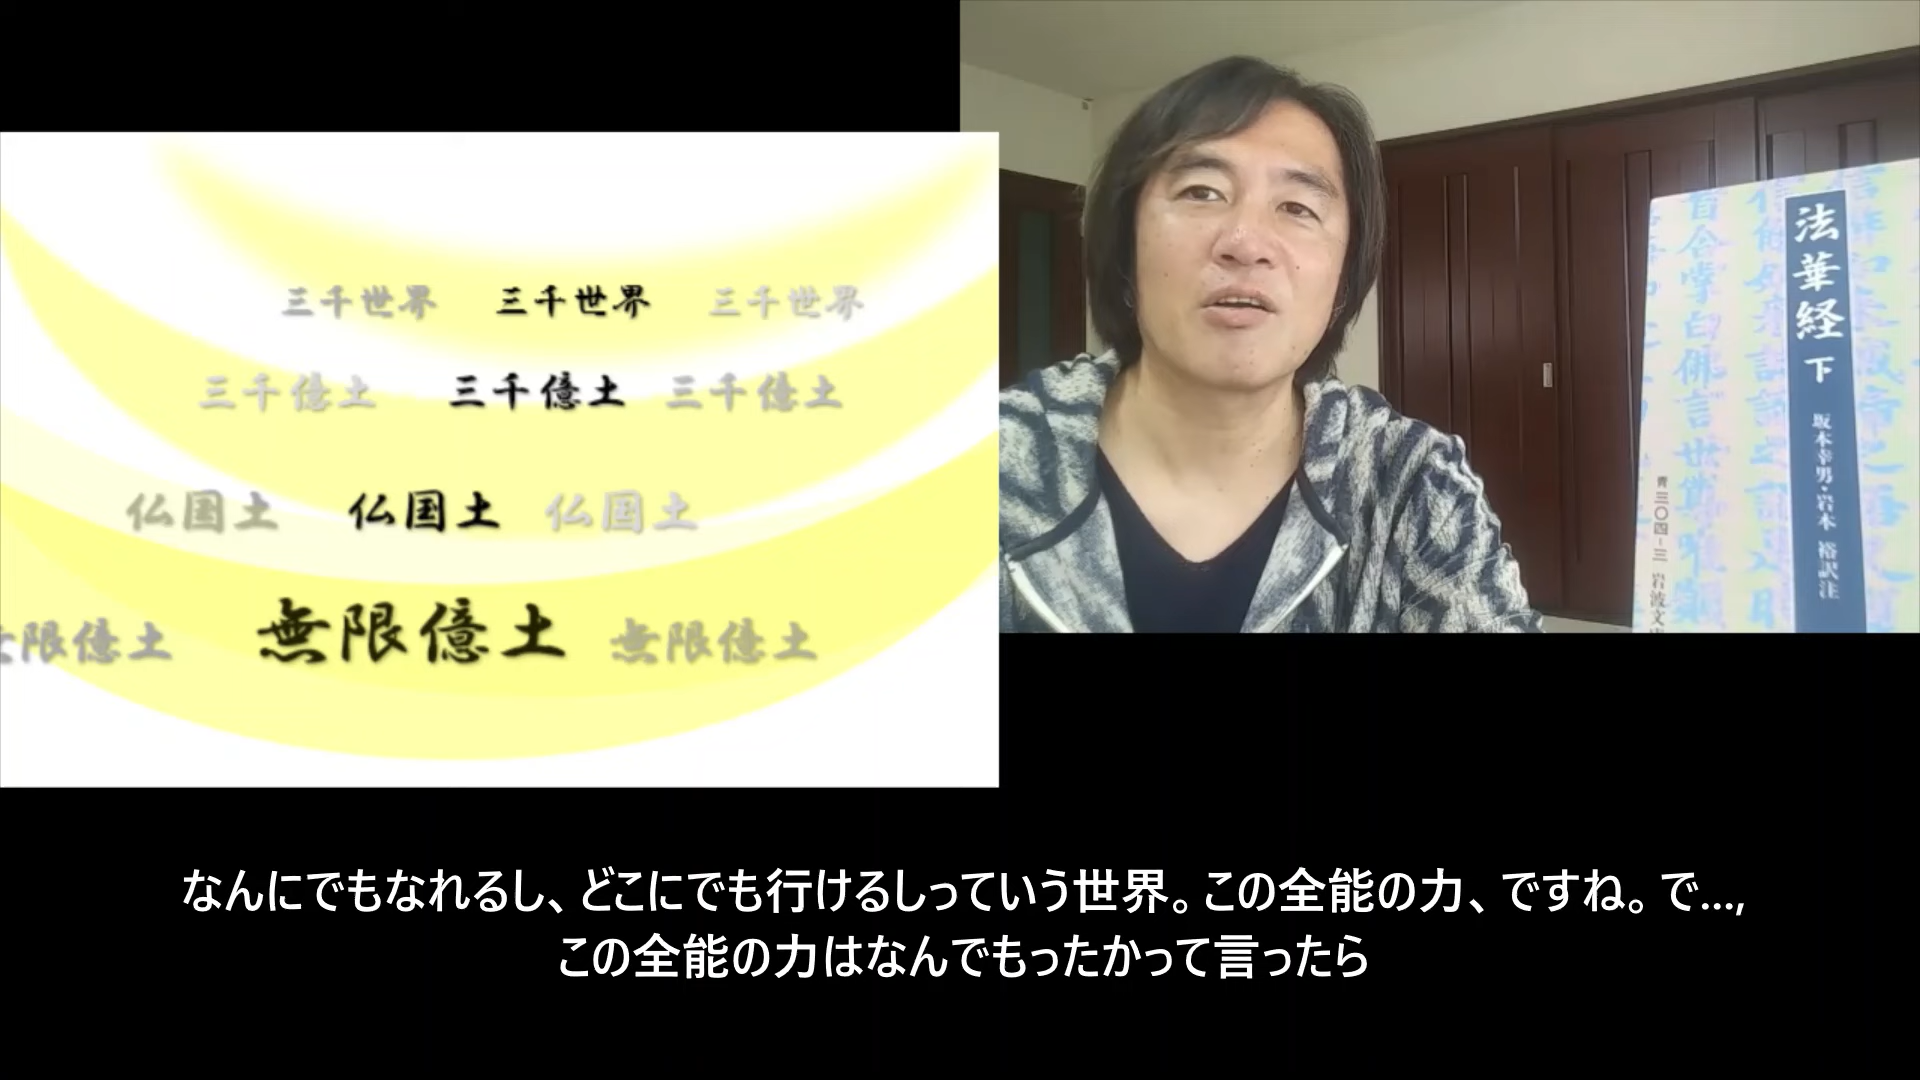 三千世界 三千世界 三千世界
三千億土 三千億土 三千億土
仏国土 仏国土 仏国土
無限億土 無限億土 無限億土
法華経 下
坂本幸男・岩本 裕訳注
青三〇四-三 岩波文庫
なんにでもなれるし、どこにでも行けるしっていう世界。この全能の力、ですね。で...,
この全能の力はなんでもったかって言ったら